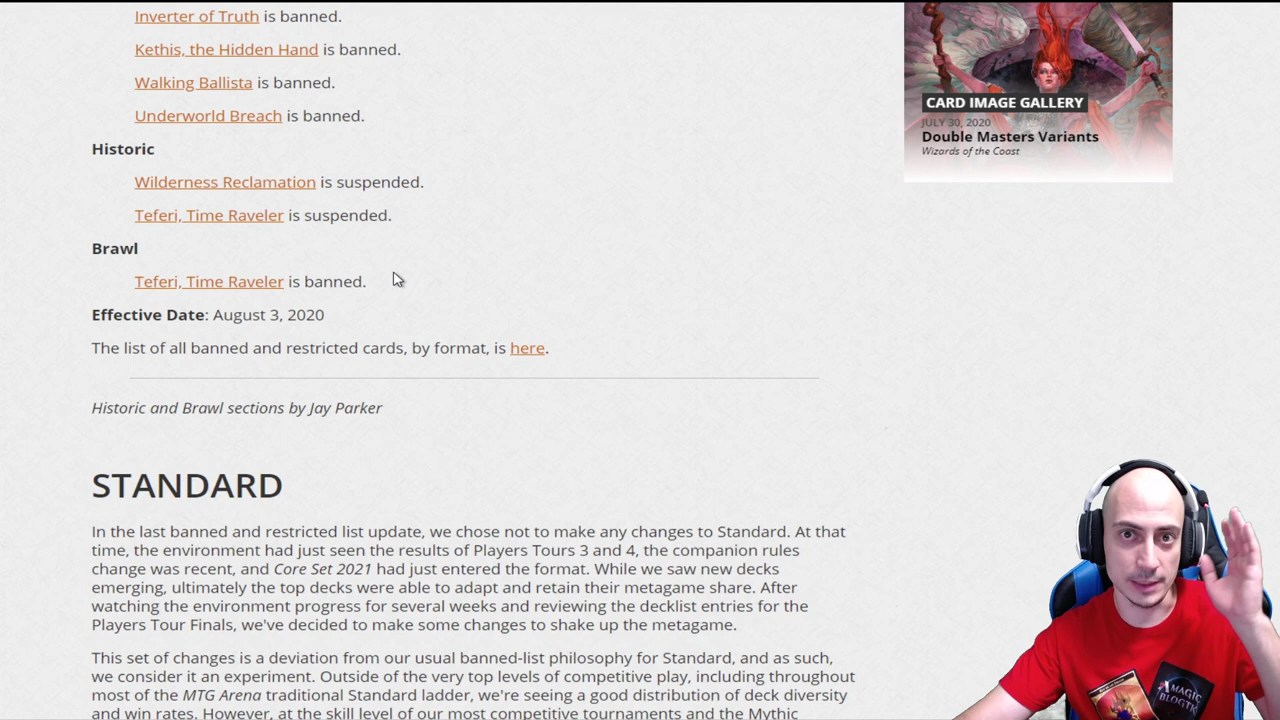 Inverter of Truth is banned.
Kethis, the Hidden Hand is banned.
Walking Ballista is banned.
Underworld Breach is banned.
Historic
Wilderness Reclamation is suspended.
Teferi, Time Raveler is suspended.
Brawl
Teferi, Time Raveler is banned.
Effective Date: August 3, 2020
The list of all banned and restricted cards, by format, is here.
Historic and Brawl sections by Jay Parker
STANDARD
In the last banned and restricted list update, we chose not to make any changes to Standard. At that
time, the environment had just seen the results of Players Tours 3 and 4, the companion rules
change was recent, and Core Set 2021 had just entered the format. While we saw new decks
emerging, ultimately the top decks were able to adapt and retain their metagame share. After
watching the environment progress for several weeks and reviewing the decklist entries for the
Players Tour Finals, we've decided to make some changes to shake up the metagame.
This set of changes is a deviation from our usual banned-list philosophy for Standard, and as such,
we consider it an experiment. Outside of the very top levels of competitive play, including throughout
most of the MTG Arena traditional Standard ladder, we're seeing a good distribution of deck diversity
and win rates. However, at the skill level of our most competitive tournaments and the Mythic
CARD IMAGE GALLERY
JULY 30, 2020
Double Masters Variants
Wizards of the Coast